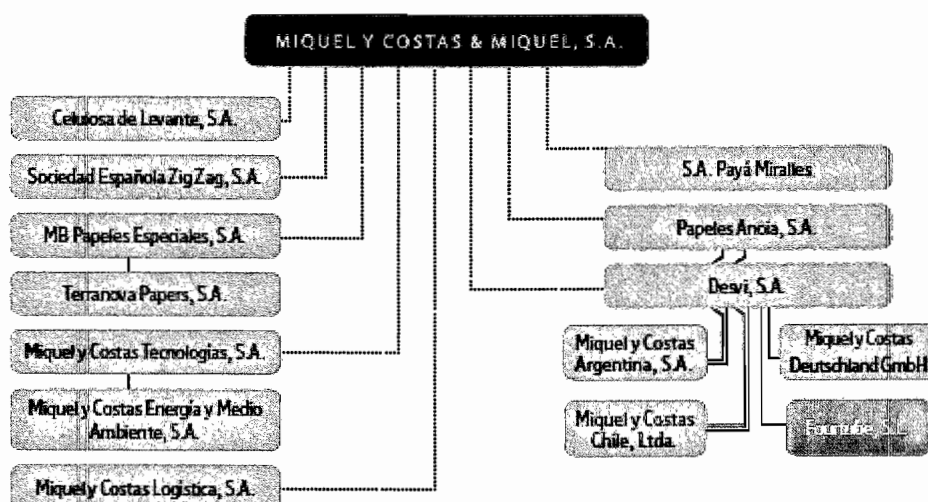 MIQUEL Y COSTAS & MIQUEL, S.A.
Celulosa de Levante, S.A.
Sociedad Española Zig Zag, S.A.
MB Papeles Especiales, S.A.
Terranova Papers, S.A.
Miquel y Costas Tecnologías, S.A.
Miquel y Costas Energía y Medio
Ambiente, S.A.
Miquel y Costas Logística, S.A.
S.A. Payá Miralles
Papeles Anoia, S.A.
Desvi, S.A.
Miquel y Costas
Argentina, S.A.
Miquel y Costas
Deutschland GmbH
Miquel y Costas
Chile, Ltda.
S.L.